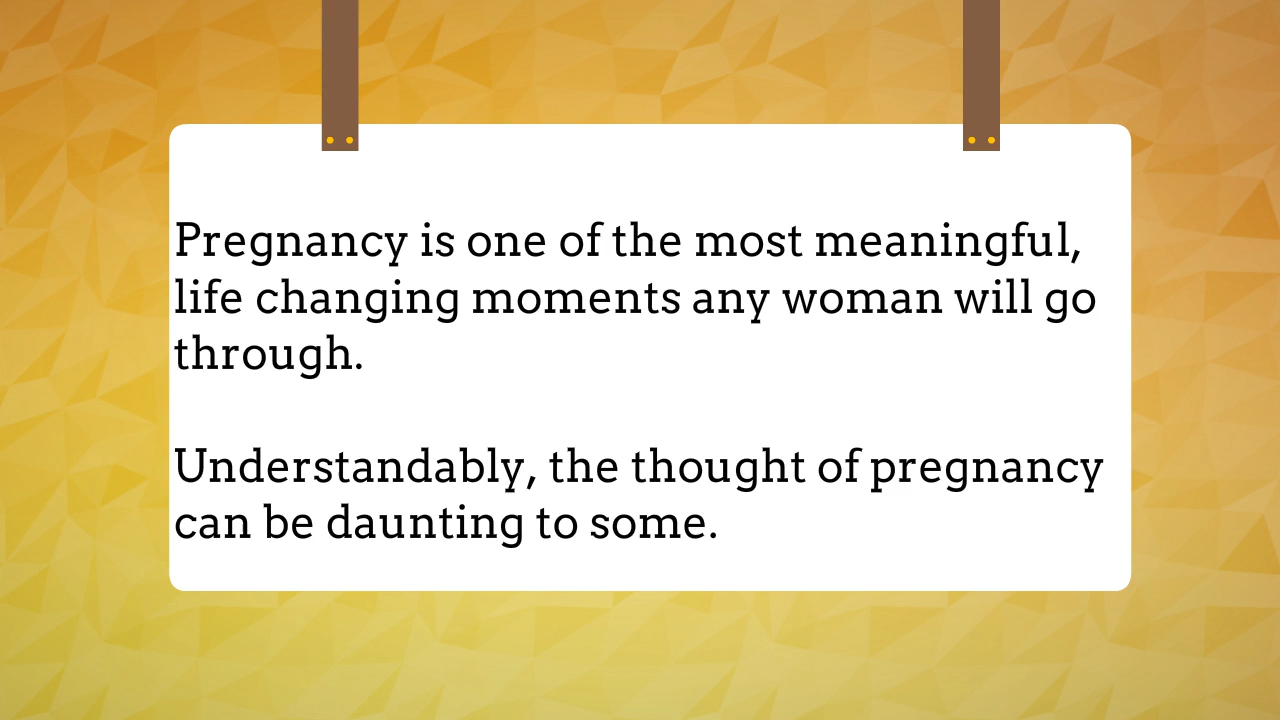 Pregnancy is one of the most meaningful,
life changing moments any woman will go
through.
Understandably, the thought of pregnancy
can be daunting to some.